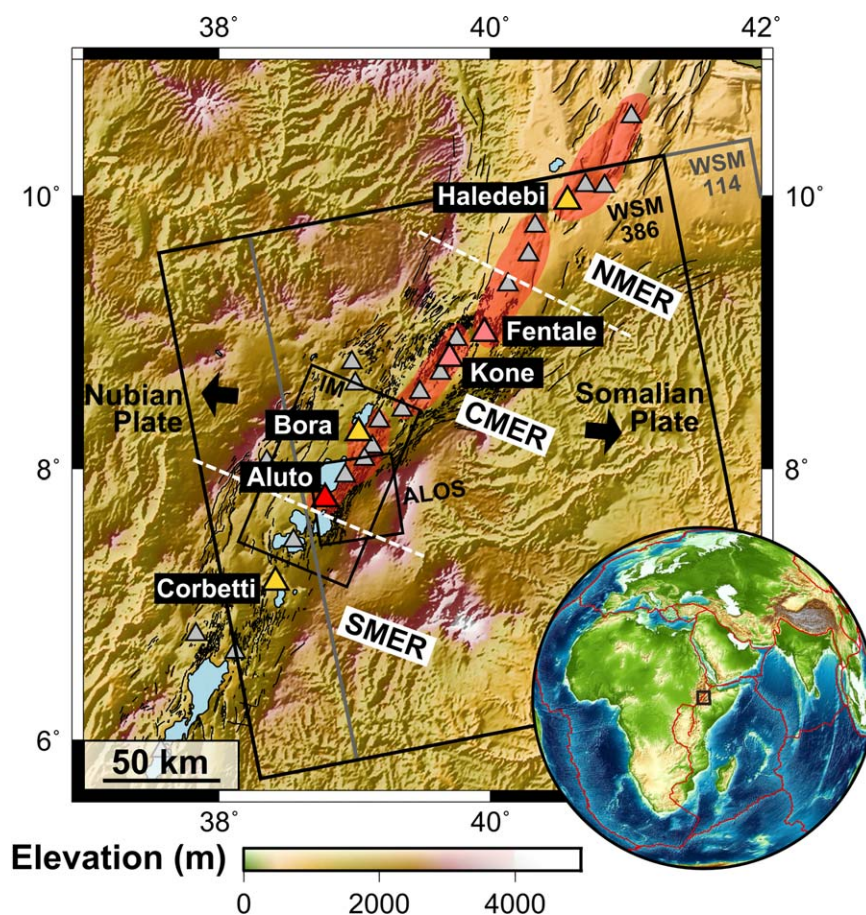 38° 40° 42°
WSM
114
10° 10°
Haledebi
WSM
386
NMER
Fentale
Kone
Nubian
Plate
IM
Somalian
Plate
Bora
CMER
8° 8°
Aluto
ALOS
Corbetti
SMER
6°
50 km
38° 40°
Elevation (m)
0 2000 4000